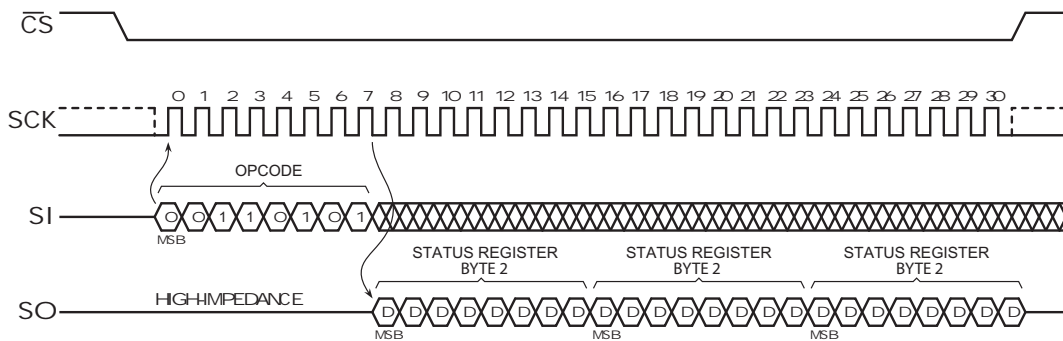 C̅S̅
0 1 2 3 4 5 6 7 8 9 10 11 12 13 14 15 16 17 18 19 20 21 22 23 24 25 26 27 28 29 30
SCK
OPCODE
SI 0 0 1 1 0 1 0 1
MSB
STATUS REGISTER STATUS REGISTER STATUS REGISTER
BYTE 2 BYTE 2 BYTE 2
HIGH-IMPEDANCE
SO D D D D D D D D D D D D D D D D D D D D D D D D
MSB MSB MSB